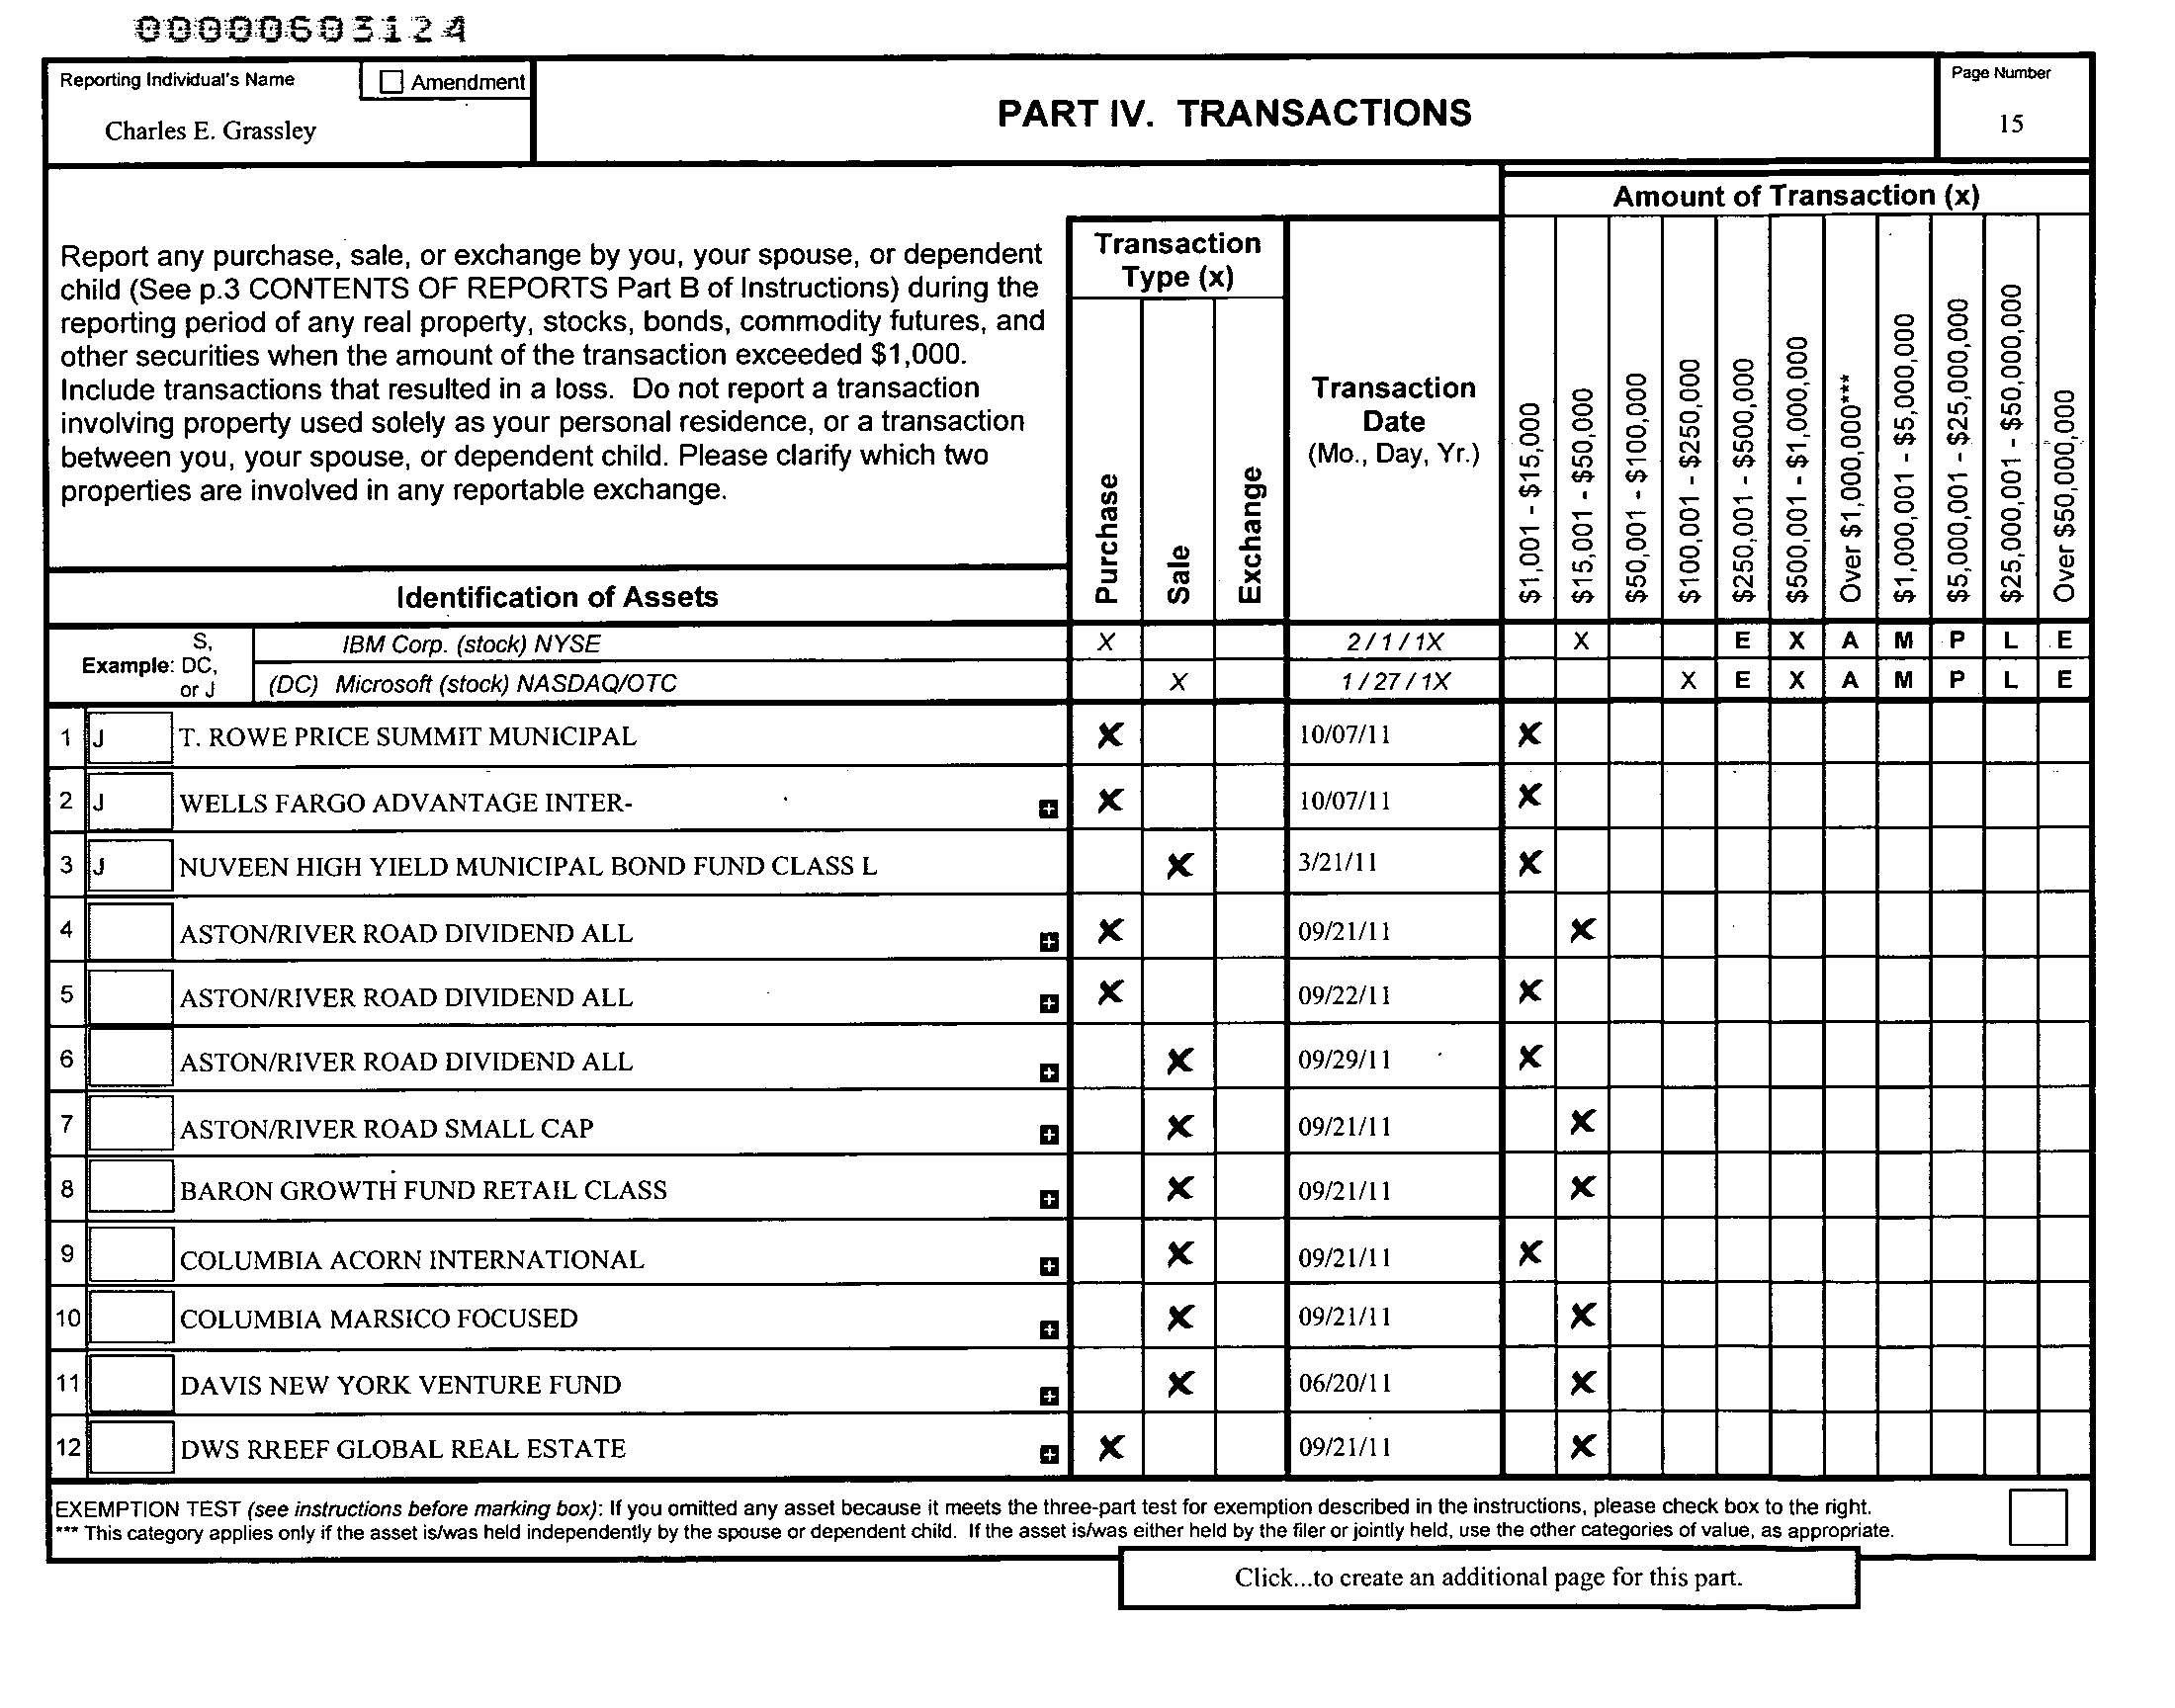 00000603124
Reporting Individual's Name
Amendment
Charles E. Grassley
PART IV. TRANSACTIONS
Page Number
15
Report any purchase, sale, or exchange by you, your spouse, or dependent
child (See p.3 CONTENTS OF REPORTS Part B of Instructions) during the
reporting period of any real property, stocks, bonds, commodity futures, and
other securities when the amount of the transaction exceeded $1,000.
Include transactions that resulted in a loss. Do not report a transaction
involving property used solely as your personal residence, or a transaction
between you, your spouse, or dependent child. Please clarify which two
properties are involved in any reportable exchange.
Identification of Assets
Transaction
Type (x)
Purchase
Sale
Exchange
Transaction
Date
(Mo., Day, Yr.)
Amount of Transaction (x)
$1,001 - $15,000
$15,001 - $50,000
$50,001 - $100,000
$100,001 - $250,000
$250,001 - $500,000
$500,001 - $1,000,000
Over $1,000,000***
$1,000,001 - $5,000,000
$5,000,001 - $25,000,000
$25,000,001 - $50,000,000
Over $50,000,000
Example: S, DC, or J
IBM Corp. (stock) NYSE X 2 / 1 / 1X X E X A M P L E
(DC) Microsoft (stock) NASDAQ/OTC X 1 / 27 / 1X X E X A M P L E
1 J T. ROWE PRICE SUMMIT MUNICIPAL X 10/07/11 X
2 J WELLS FARGO ADVANTAGE INTER- + X 10/07/11 X
3 J NUVEEN HIGH YIELD MUNICIPAL BOND FUND CLASS L X 3/21/11 X
4 ASTON/RIVER ROAD DIVIDEND ALL + X 09/21/11 X
5 ASTON/RIVER ROAD DIVIDEND ALL + X 09/22/11 X
6 ASTON/RIVER ROAD DIVIDEND ALL + X 09/29/11 X
7 ASTON/RIVER ROAD SMALL CAP + X 09/21/11 X
8 BARON GROWTH FUND RETAIL CLASS + X 09/21/11 X
9 COLUMBIA ACORN INTERNATIONAL + X 09/21/11 X
10 COLUMBIA MARSICO FOCUSED + X 09/21/11 X
11 DAVIS NEW YORK VENTURE FUND + X 06/20/11 X
12 DWS RREEF GLOBAL REAL ESTATE + X 09/21/11 X
EXEMPTION TEST (see instructions before marking box): If you omitted any asset because it meets the three-part test for exemption described in the instructions, please check box to the right.
*** This category applies only if the asset is/was held independently by the spouse or dependent child. If the asset is/was either held by the filer or jointly held, use the other categories of value, as appropriate.
Click...to create an additional page for this part.